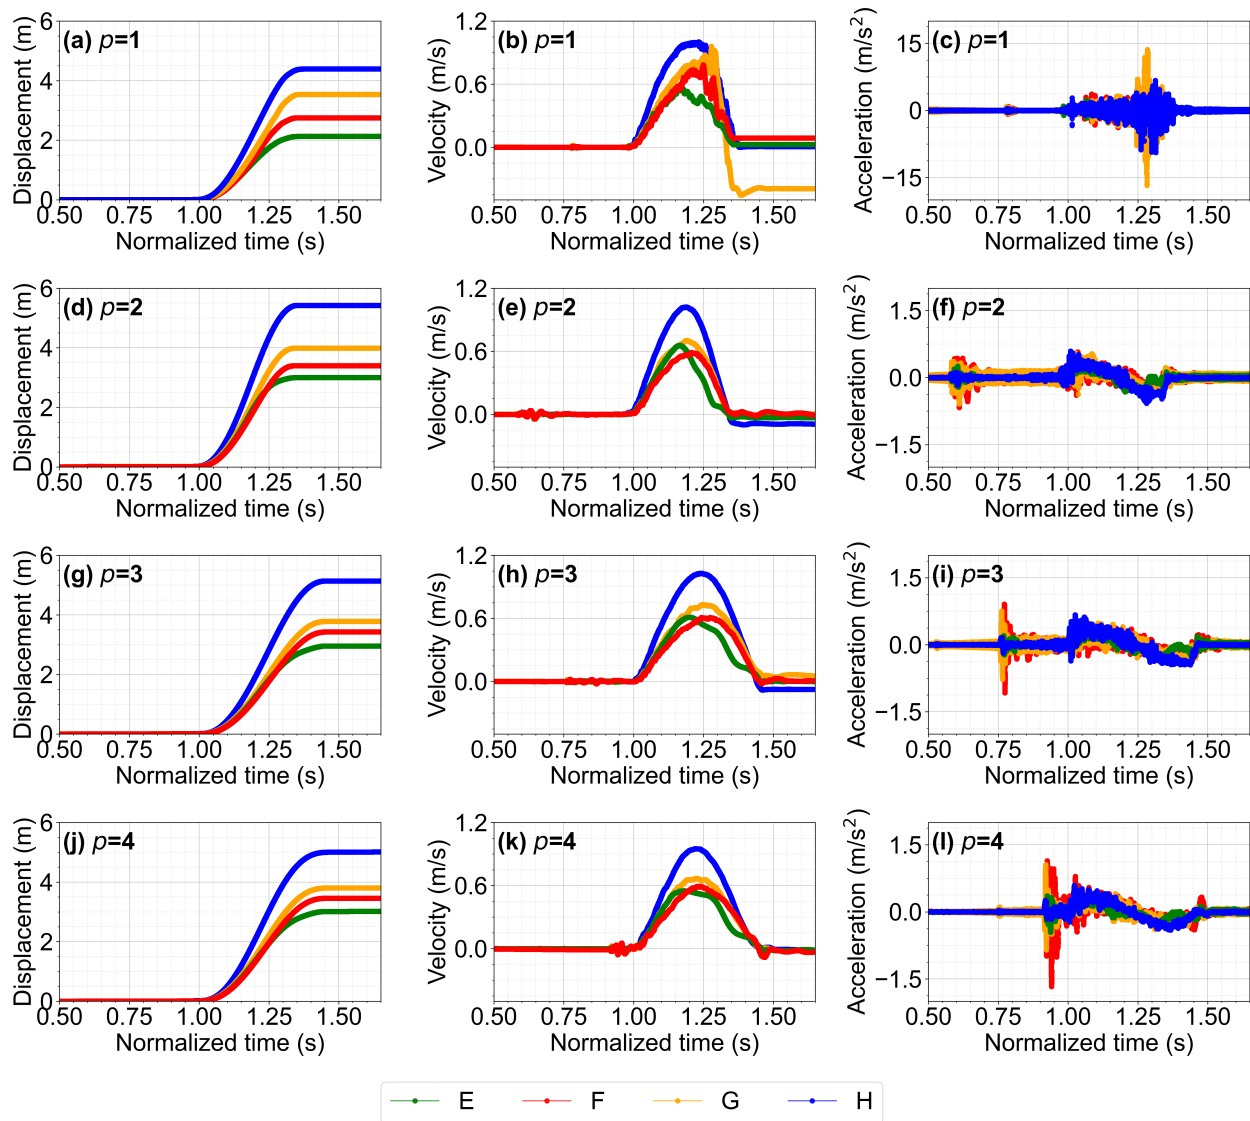 (a) p=1
Displacement (m)
6
4
2
0
0.50 0.75 1.00 1.25 1.50
Normalized time (s)
(b) p=1
Velocity (m/s)
1.2
0.6
0.0
0.50 0.75 1.00 1.25 1.50
Normalized time (s)
(c) p=1
Acceleration (m/s²)
15
0
−15
0.50 0.75 1.00 1.25 1.50
Normalized time (s)
(d) p=2
Displacement (m)
6
4
2
0
0.50 0.75 1.00 1.25 1.50
Normalized time (s)
(e) p=2
Velocity (m/s)
1.2
0.6
0.0
0.50 0.75 1.00 1.25 1.50
Normalized time (s)
(f) p=2
Acceleration (m/s²)
1.5
0.0
−1.5
0.50 0.75 1.00 1.25 1.50
Normalized time (s)
(g) p=3
Displacement (m)
6
4
2
0
0.50 0.75 1.00 1.25 1.50
Normalized time (s)
(h) p=3
Velocity (m/s)
1.2
0.6
0.0
0.50 0.75 1.00 1.25 1.50
Normalized time (s)
(i) p=3
Acceleration (m/s²)
1.5
0.0
−1.5
0.50 0.75 1.00 1.25 1.50
Normalized time (s)
(j) p=4
Displacement (m)
6
4
2
0
0.50 0.75 1.00 1.25 1.50
Normalized time (s)
(k) p=4
Velocity (m/s)
1.2
0.6
0.0
0.50 0.75 1.00 1.25 1.50
Normalized time (s)
(l) p=4
Acceleration (m/s²)
1.5
0.0
−1.5
0.50 0.75 1.00 1.25 1.50
Normalized time (s)
E F G H